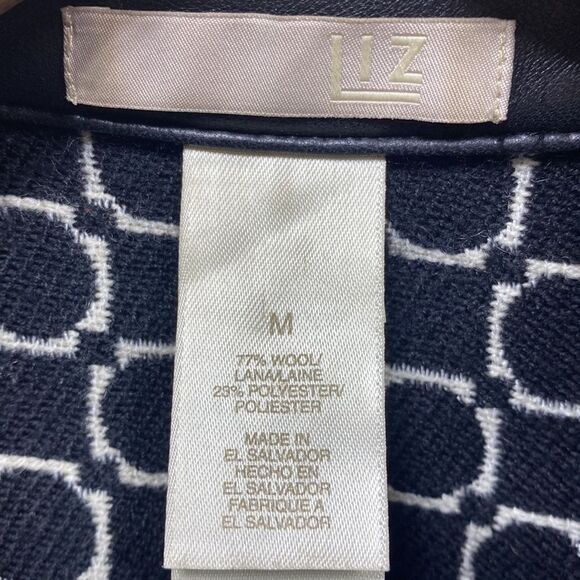 LIZ
M
77% WOOL/
LANA/LAINE
23% POLYESTER/
POLIESTER
MADE IN
EL SALVADOR
HECHO EN
EL SALVADOR
FABRIQUE A
EL SALVADOR